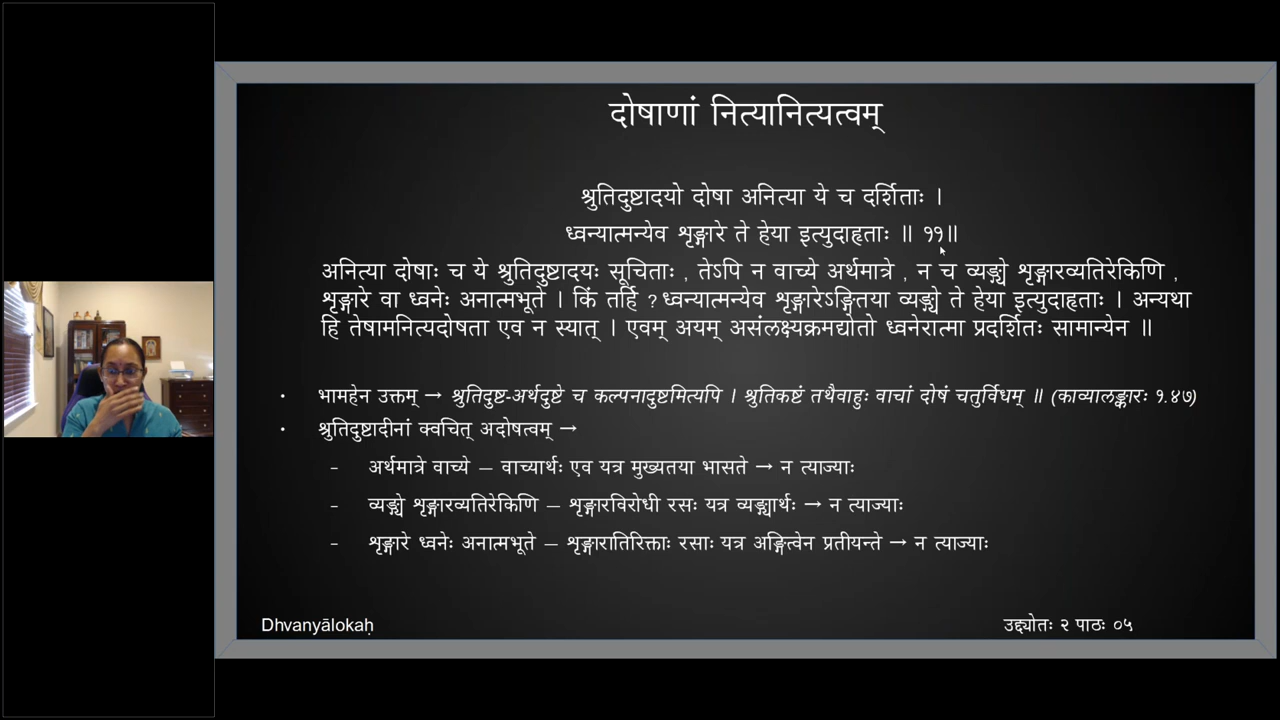 दोषाणां नित्यानित्यत्वम्
श्रुतिदुष्टादयो दोषा अनित्या ये च दर्शिताः ।
ध्वन्यात्मन्येव शृङ्गारे ते हेया इत्युदाहृताः ॥ ११॥
अनित्या दोषाः च ये श्रुतिदुष्टादयः सूचिताः , तेऽपि न वाच्ये अर्थमात्रे , न च व्यङ्ग्ये शृङ्गारव्यतिरेकिणि ,
शृङ्गारे वा ध्वनेः अनात्मभूते । किं तर्हि ? ध्वन्यात्मन्येव शृङ्गारेऽङ्गितया व्यङ्ग्ये ते हेया इत्युदाहृताः । अन्यथा
हि तेषामनित्यदोषता एव न स्यात् । एवम् अयम् असंलक्ष्यक्रमद्योतो ध्वनेरात्मा प्रदर्शितः सामान्येन ॥
• भामहेन उक्तम् → श्रुतिदुष्ट-अर्थदुष्टे च कल्पनादुष्टमित्यपि । श्रुतिकष्टं तथैवाहुः वाचां दोषं चतुर्विधम् ॥ (काव्यालङ्कारः १.४७)
• श्रुतिदुष्टादीनां क्वचित् अदोषत्वम् →
– अर्थमात्रे वाच्ये – वाच्यार्थः एव यत्र मुख्यतया भासते → न त्याज्याः
– व्यङ्ग्ये शृङ्गारव्यतिरेकिणि – शृङ्गारविरोधी रसः यत्र व्यङ्ग्यार्थः → न त्याज्याः
– शृङ्गारे ध्वनेः अनात्मभूते – शृङ्गारातिरिक्ताः रसाः यत्र अङ्गित्वेन प्रतीयन्ते → न त्याज्याः
Dhvanyālokaḥ
उद्द्योतः २ पाठः ०५